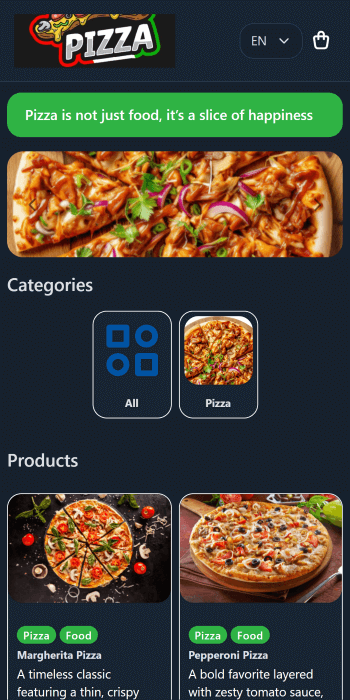 PIZZA
EN
Pizza is not just food, it's a slice of happiness
Categories
All
Pizza
Products
Pizza Food
Pizza Food
Margherita Pizza
Pepperoni Pizza
A timeless classic
featuring a thin, crispy
A bold favorite layered
with zesty tomato sauce,